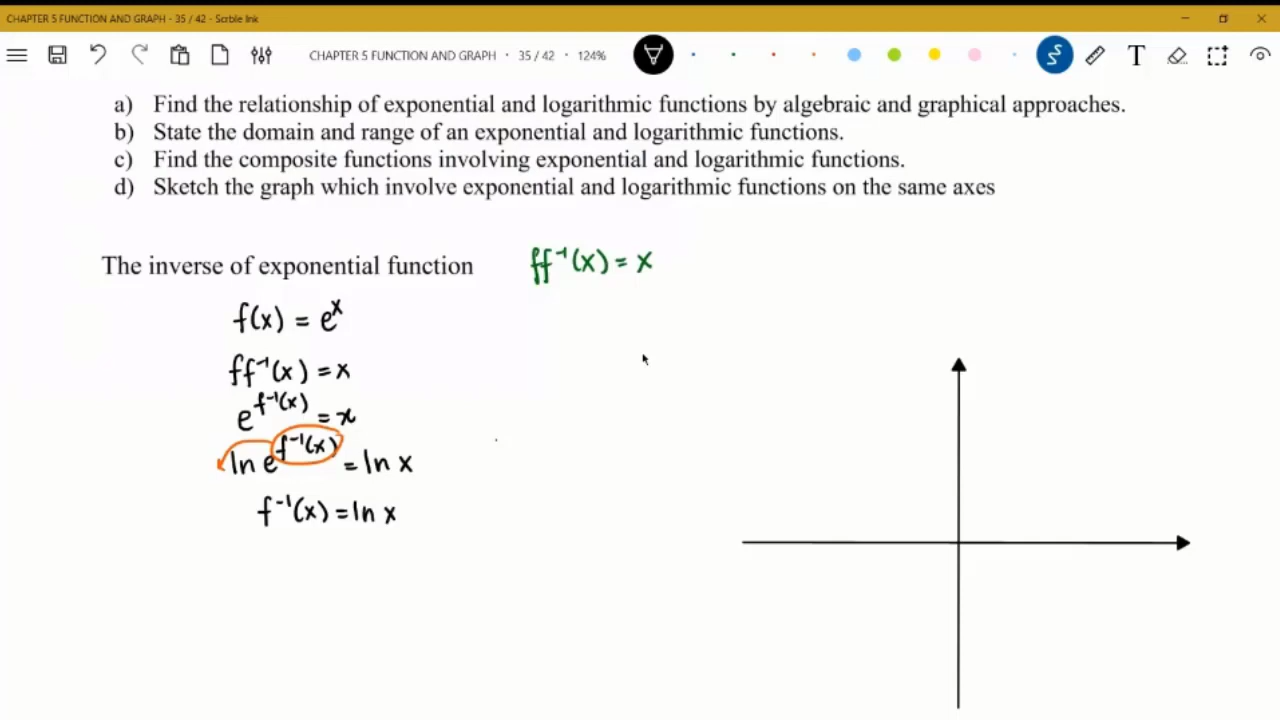 CHAPTER 5 FUNCTION AND GRAPH - 35 / 42 - Scrble Ink
CHAPTER 5 FUNCTION AND GRAPH • 35 / 42 • 124%
T
a) Find the relationship of exponential and logarithmic functions by algebraic and graphical approaches.
b) State the domain and range of an exponential and logarithmic functions.
c) Find the composite functions involving exponential and logarithmic functions.
d) Sketch the graph which involve exponential and logarithmic functions on the same axes
The inverse of exponential function ff⁻¹(x) = x
f(x) = eˣ
ff⁻¹(x) = x
e^f⁻¹(x) = x
ln e^f⁻¹(x) = ln x
f⁻¹(x) = ln x